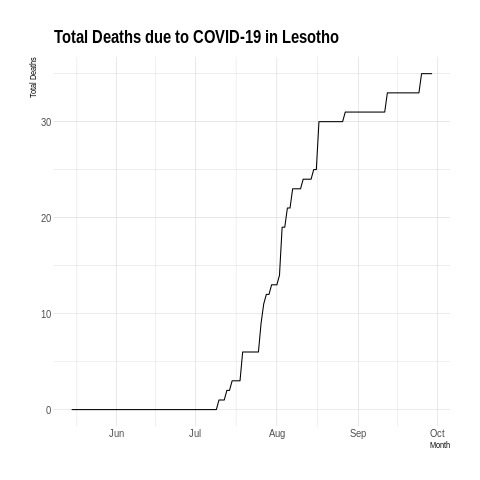 Total Deaths due to COVID-19 in Lesotho
Total Deaths
30
20
10
0
Jun Jul Aug Sep Oct
Month